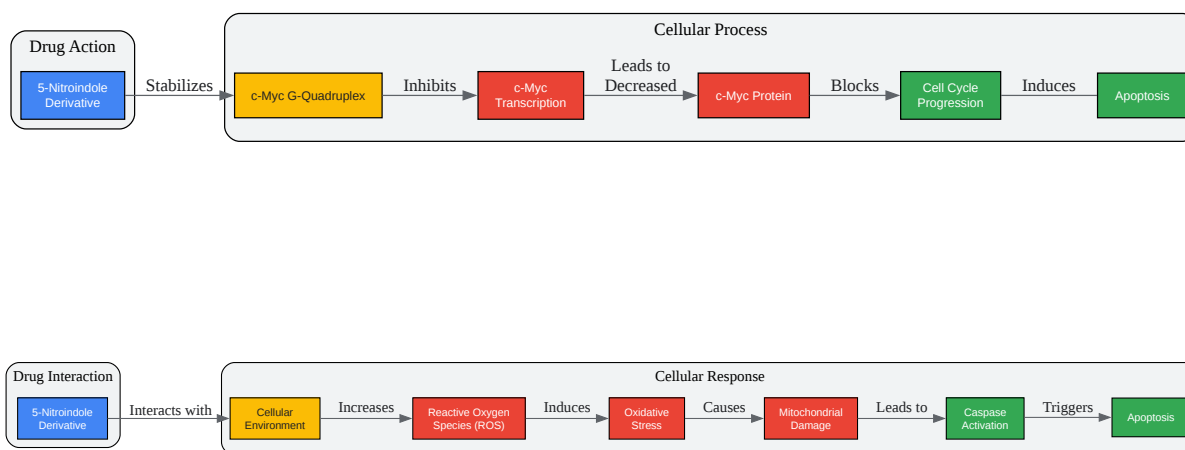 Cellular Process
Drug Action
5-Nitroindole
Derivative
Stabilizes
c-Myc G-Quadruplex
Inhibits
c-Myc
Transcription
Leads to
Decreased
c-Myc Protein
Blocks
Cell Cycle
Progression
Induces
Apoptosis
Drug Interaction
Cellular Response
5-Nitroindole
Derivative
Interacts with
Cellular
Environment
Increases
Reactive Oxygen
Species (ROS)
Induces
Oxidative
Stress
Causes
Mitochondrial
Damage
Leads to
Caspase
Activation
Triggers
Apoptosis